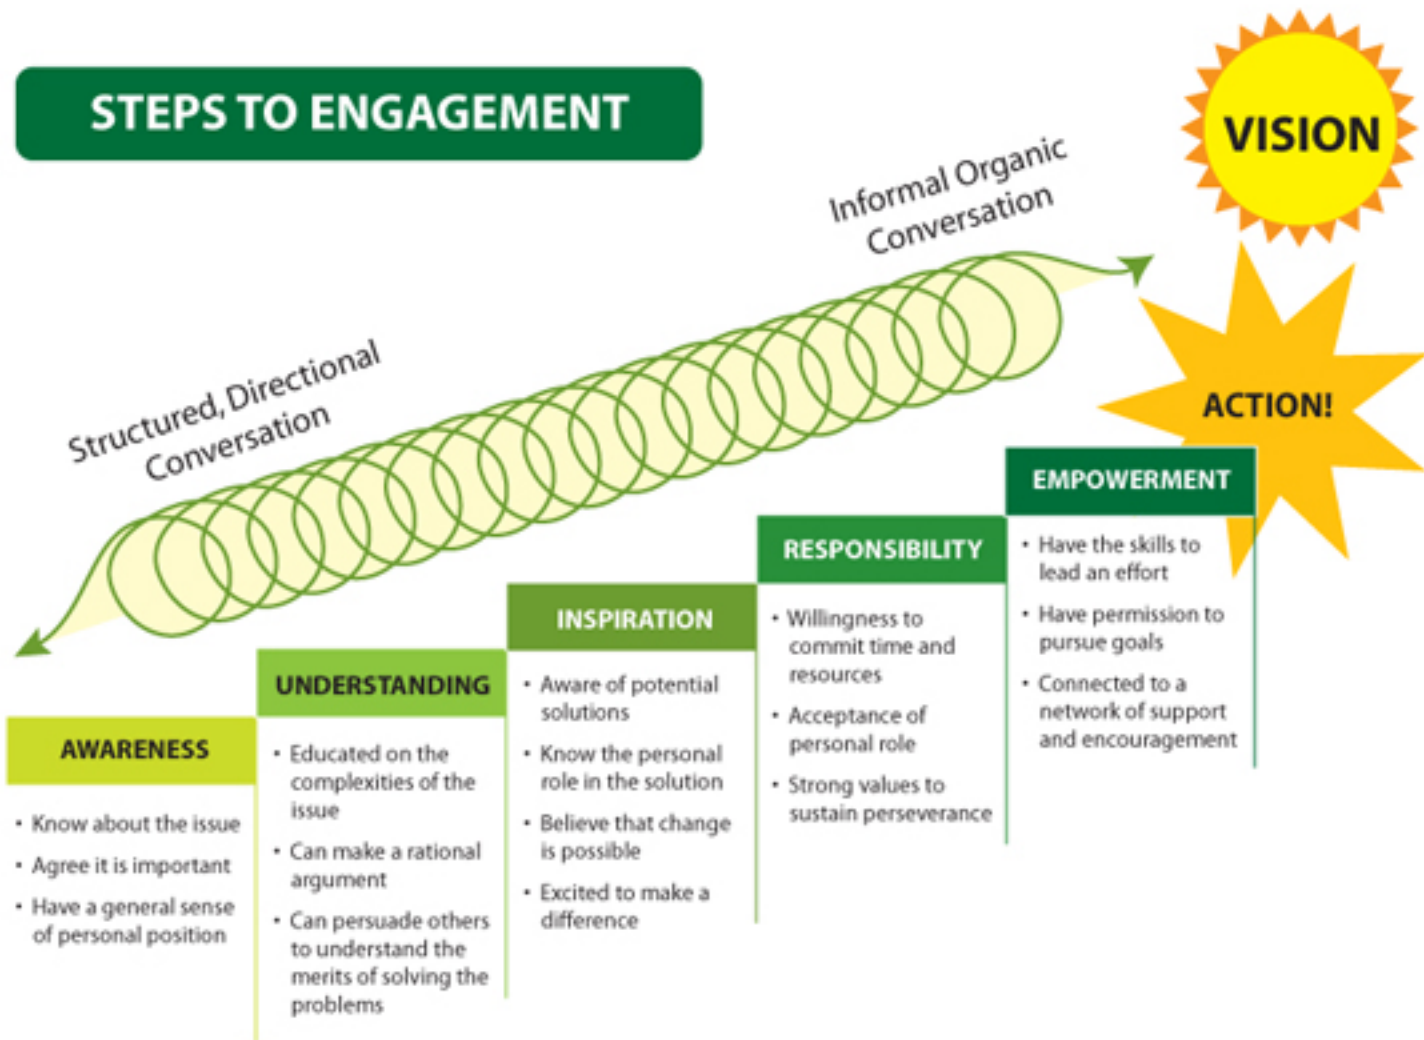 STEPS TO ENGAGEMENT
VISION
Informal Organic
Conversation
Structured, Directional
Conversation
ACTION!
AWARENESS
• Know about the issue
• Agree it is important
• Have a general sense
of personal position
UNDERSTANDING
• Educated on the
complexities of the
issue
• Can make a rational
argument
• Can persuade others
to understand the
merits of solving the
problems
INSPIRATION
• Aware of potential
solutions
• Know the personal
role in the solution
• Believe that change
is possible
• Excited to make a
difference
RESPONSIBILITY
• Willingness to
commit time and
resources
• Acceptance of
personal role
• Strong values to
sustain perseverance
EMPOWERMENT
• Have the skills to
lead an effort
• Have permission to
pursue goals
• Connected to a
network of support
and encouragement